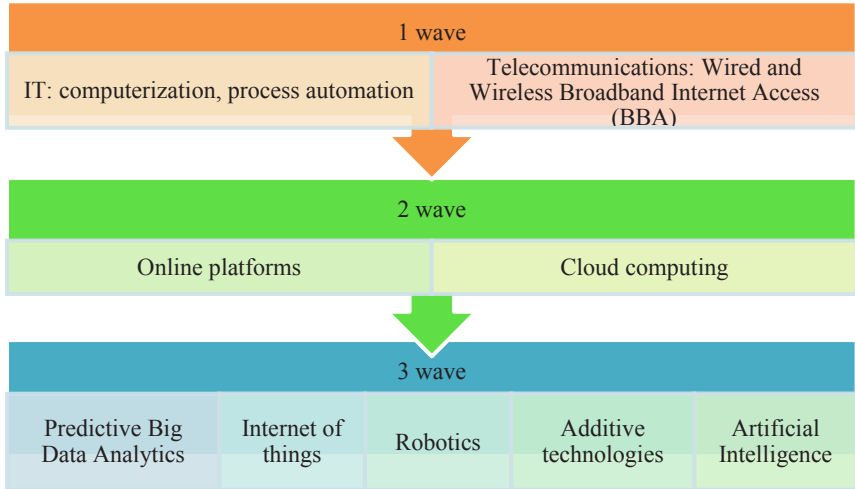 1 wave
IT: computerization, process automation
Telecommunications: Wired and
Wireless Broadband Internet Access
(BBA)
2 wave
Online platforms
Cloud computing
3 wave
Predictive Big
Data Analytics
Internet of
things
Robotics
Additive
technologies
Artificial
Intelligence